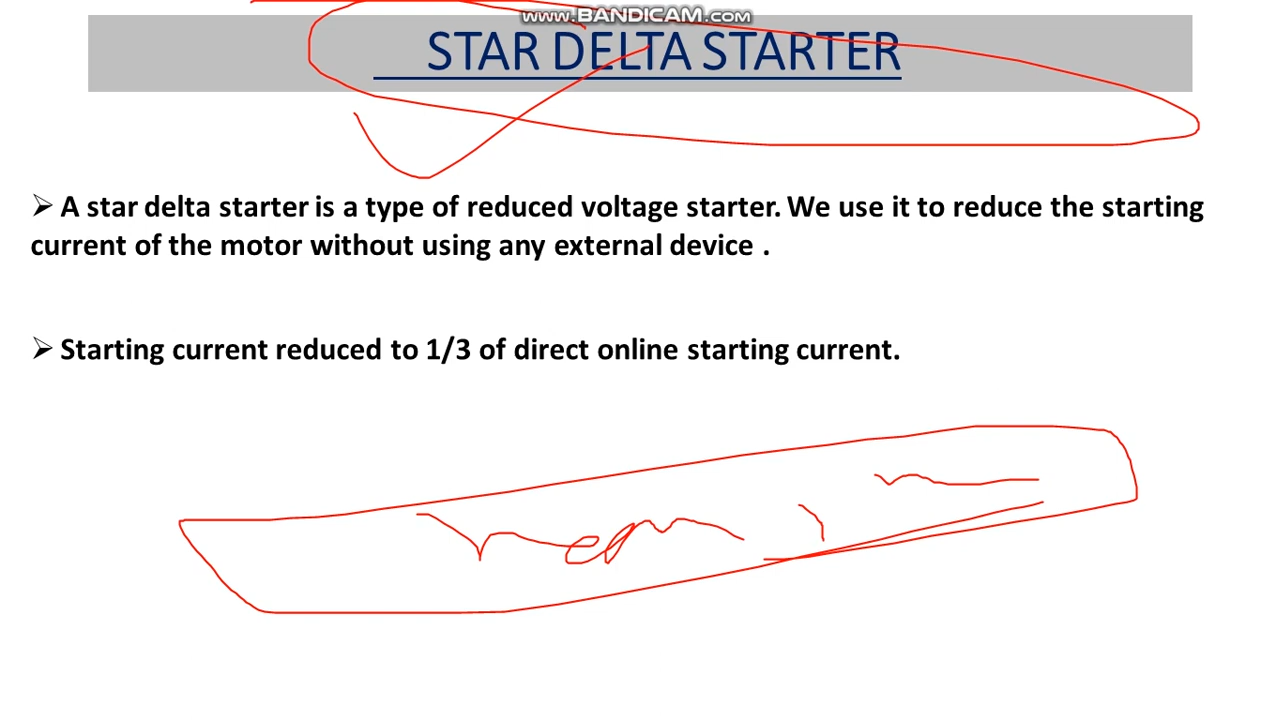 www.BANDICAM.com
STAR DELTA STARTER
➢ A star delta starter is a type of reduced voltage starter. We use it to reduce the starting
current of the motor without using any external device .
➢ Starting current reduced to 1/3 of direct online starting current.